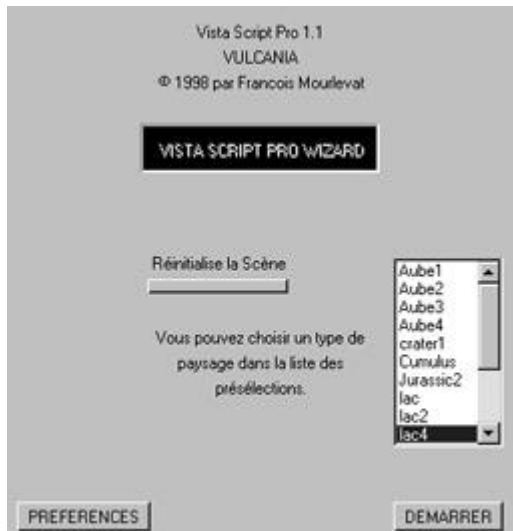 Vista Script Pro 1.1
VULCANIA
© 1998 par Francois Mourlevat
VISTA SCRIPT PRO WIZARD
Réinitialise la Scène
Vous pouvez choisir un type de
paysage dans la liste des
présélections.
Aube1
Aube2
Aube3
Aube4
crater1
Cumulus
Jurassic2
lac
lac2
lac4
PREFERENCES
DEMARRER